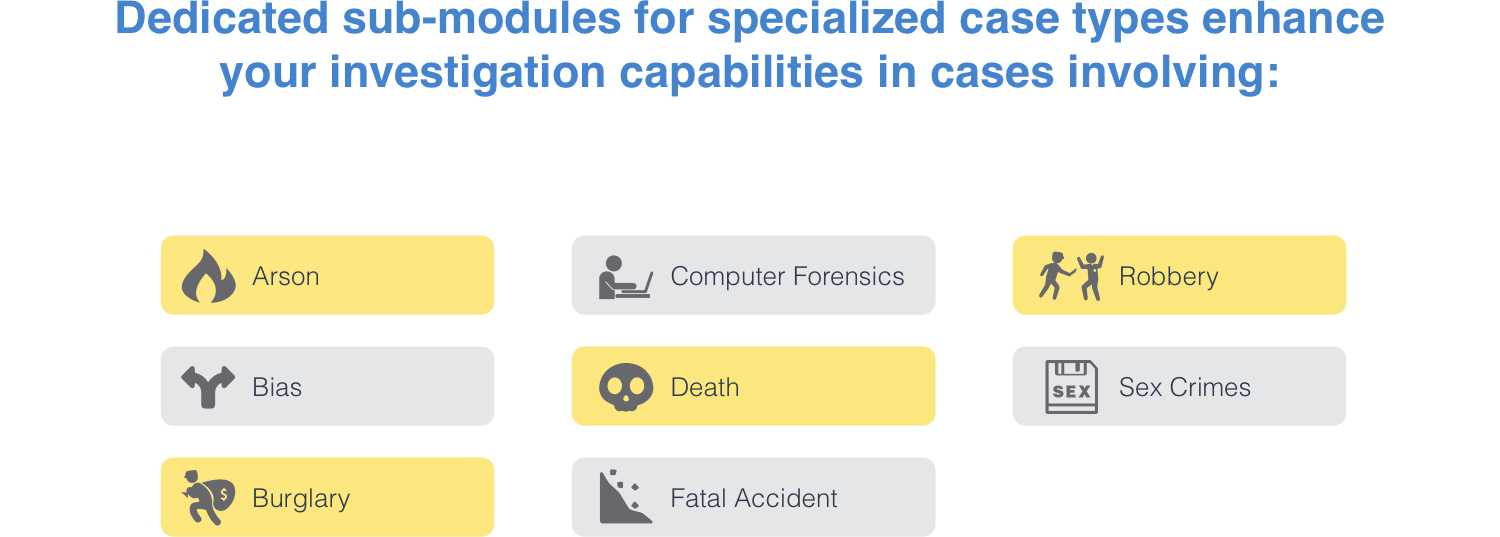 Dedicated sub-modules for specialized case types enhance
your investigation capabilities in cases involving:
Arson
Computer Forensics
Robbery
Bias
Death
SEX
Sex Crimes
$
Burglary
Fatal Accident